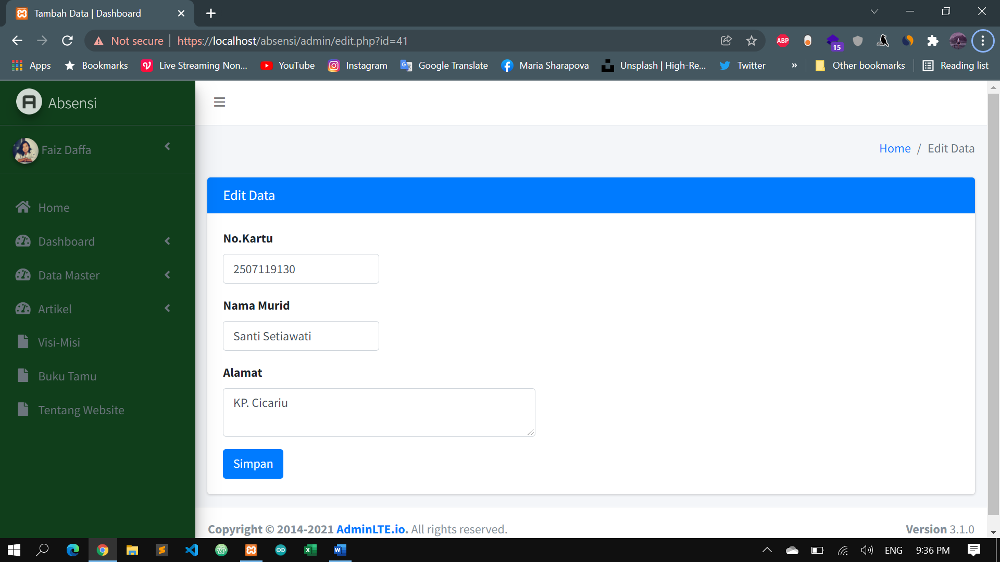 Tambah Data | Dashboard
Not secure https://localhost/absensi/admin/edit.php?id=41
ABP
15
Apps Bookmarks Live Streaming Non... YouTube Instagram Google Translate Maria Sharapova Unsplash | High-Re... Twitter » Other bookmarks Reading list
Absensi
Faiz Daffa
Home / Edit Data
Edit Data
Home
Dashboard
Data Master
Artikel
Visi-Misi
Buku Tamu
Tentang Website
No.Kartu
2507119130
Nama Murid
Santi Setiawati
Alamat
KP. Cicariu
Simpan
Copyright © 2014-2021 AdminLTE.io. All rights reserved.
Version 3.1.0
ENG 9:36 PM